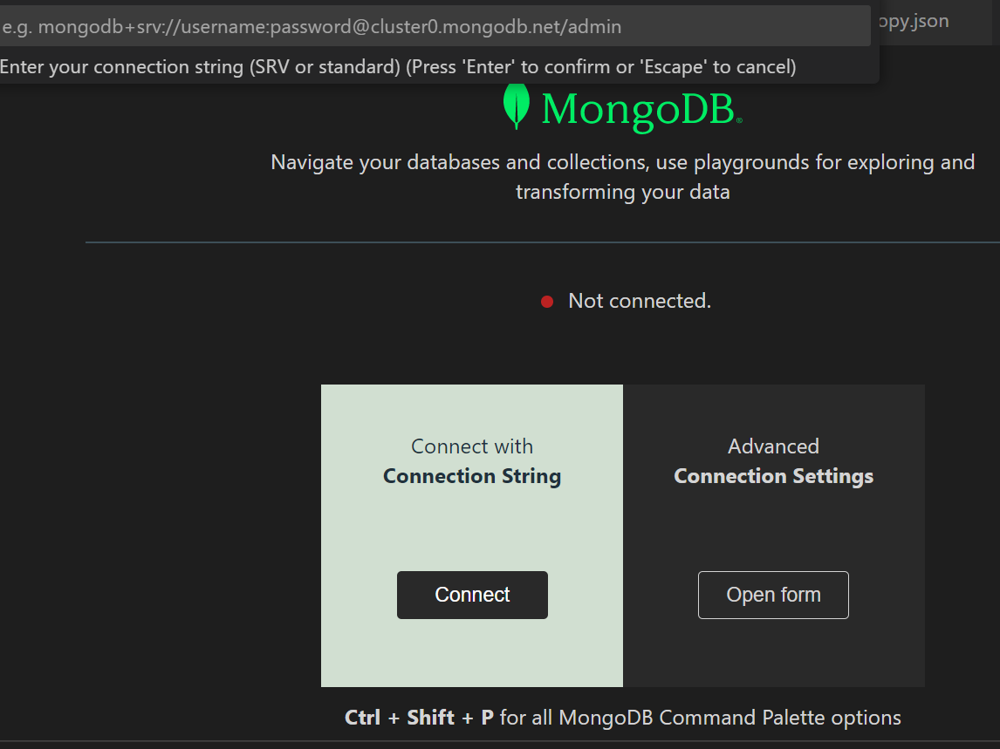 e.g. mongodb+srv://username:password@cluster0.mongodb.net/admin
opy.json
Enter your connection string (SRV or standard) (Press 'Enter' to confirm or 'Escape' to cancel)
MongoDB®
Navigate your databases and collections, use playgrounds for exploring and
transforming your data
Not connected.
Connect with
Connection String
Connect
Advanced
Connection Settings
Open form
Ctrl + Shift + P for all MongoDB Command Palette options